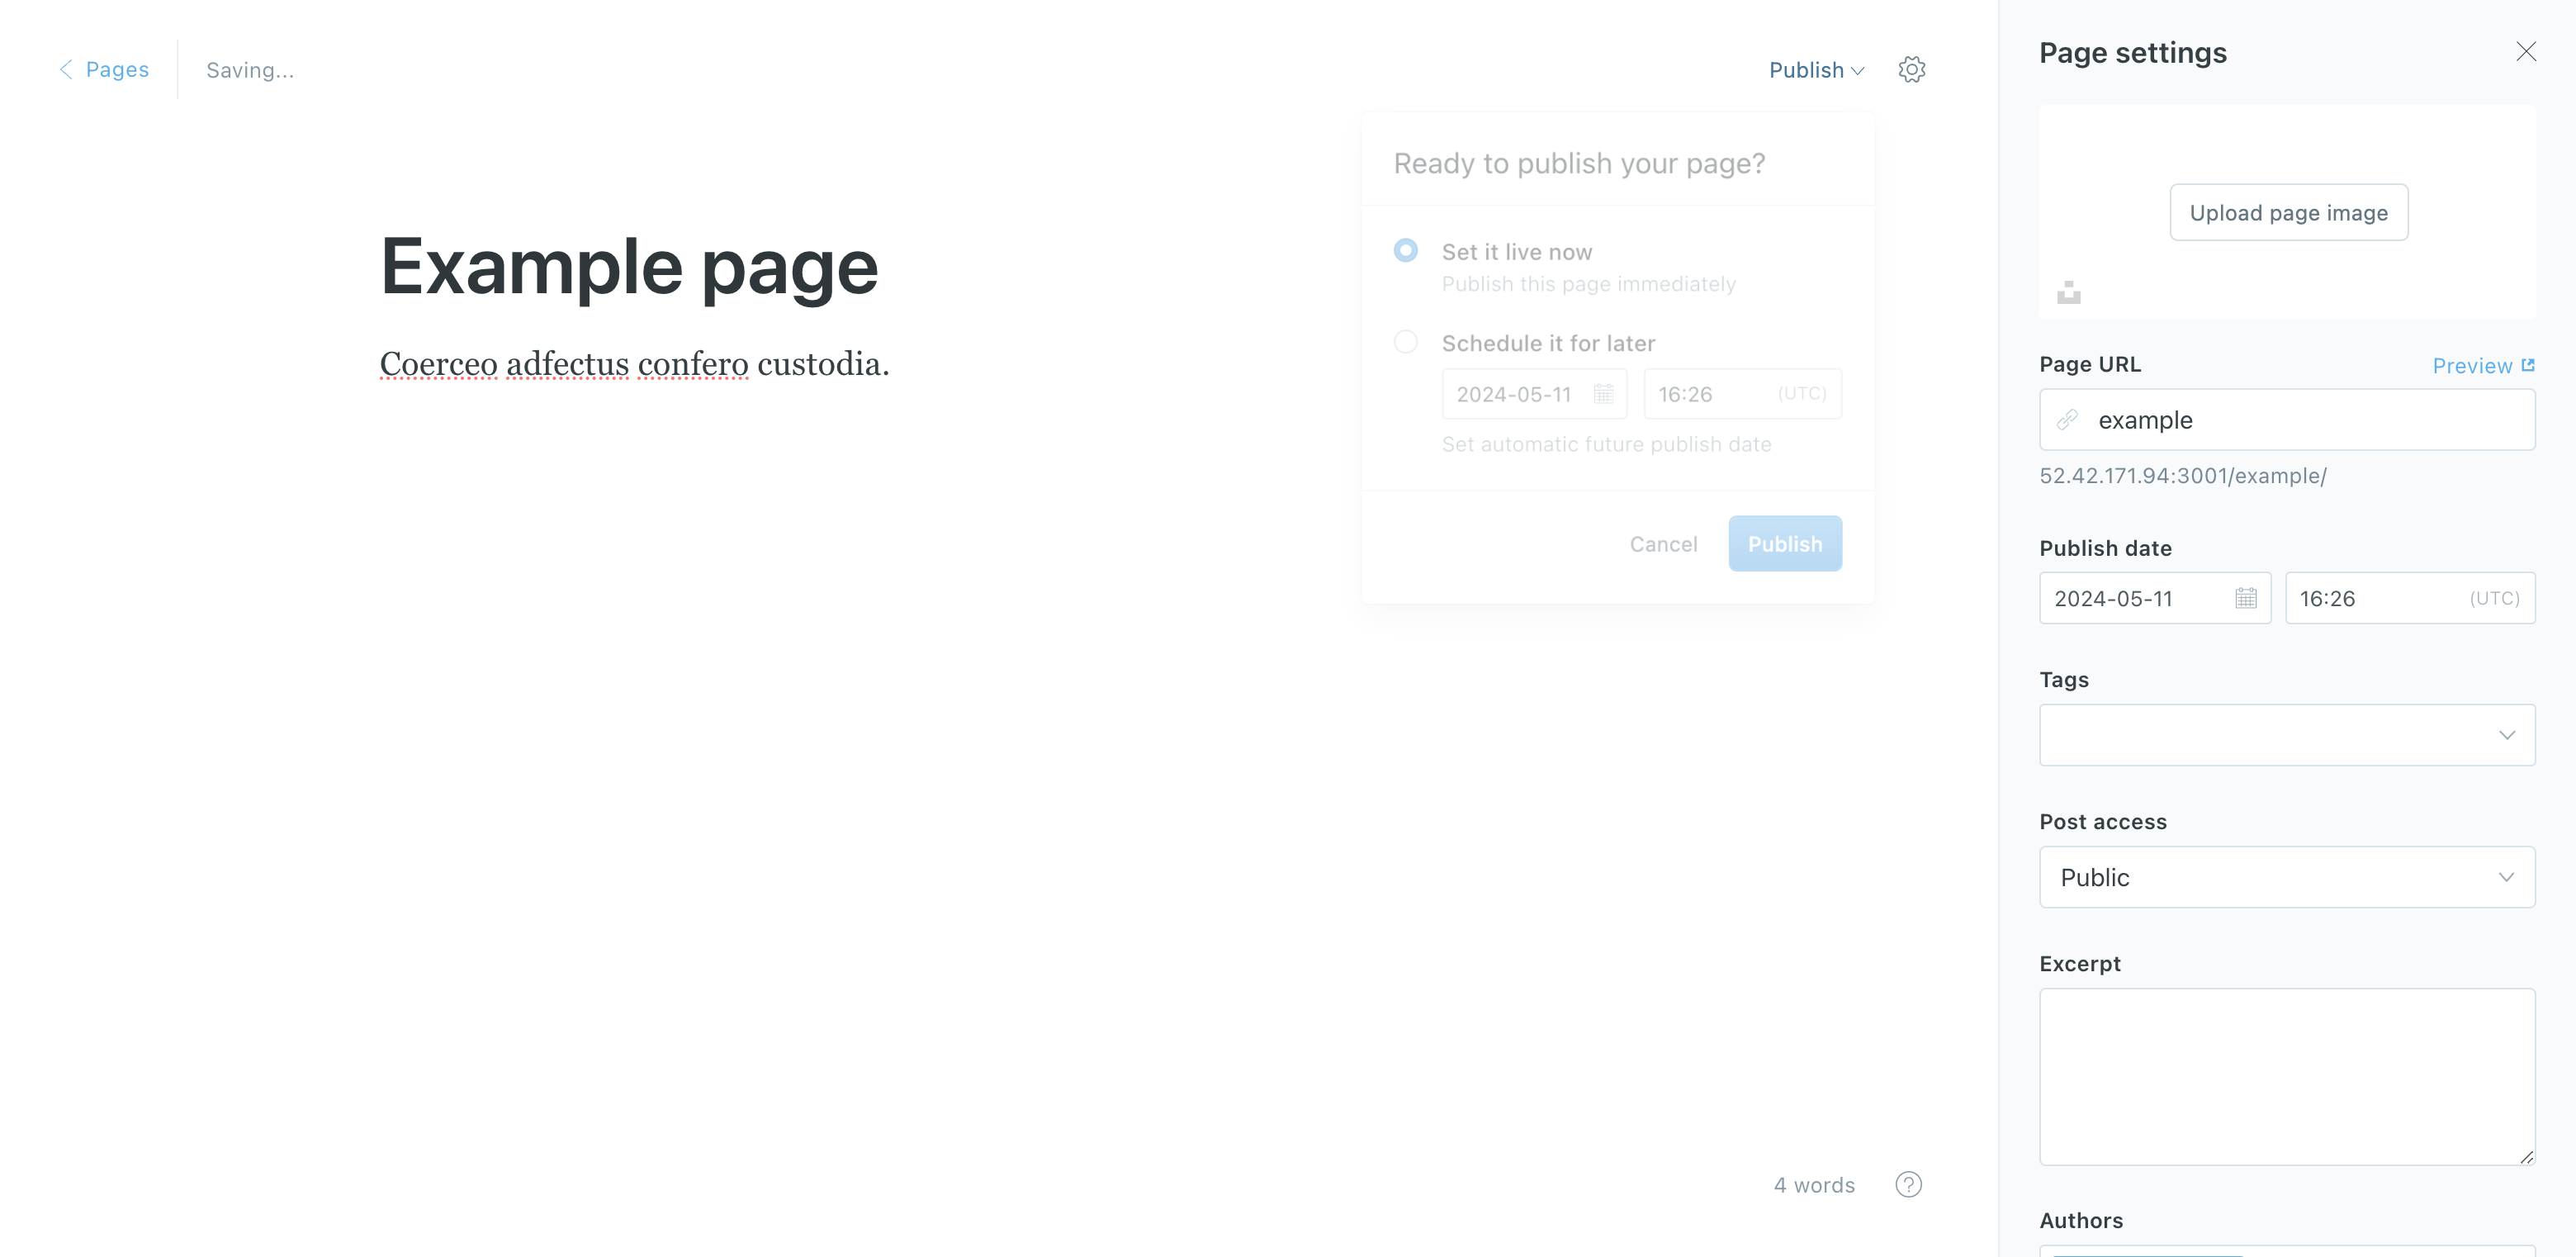 Pages
Saving...
Publish
Ready to publish your page?
Set it live now
Publish this page immediately
Schedule it for later
2024-05-11
16:26
(UTC)
Set automatic future publish date
Cancel
Publish
Example page
Coerceo adfectus confero custodia.
4 words
?
Page settings
Upload page image
Page URL
Preview
example
52.42.171.94:3001/example/
Publish date
2024-05-11
16:26
(UTC)
Tags
Post access
Public
Excerpt
Authors